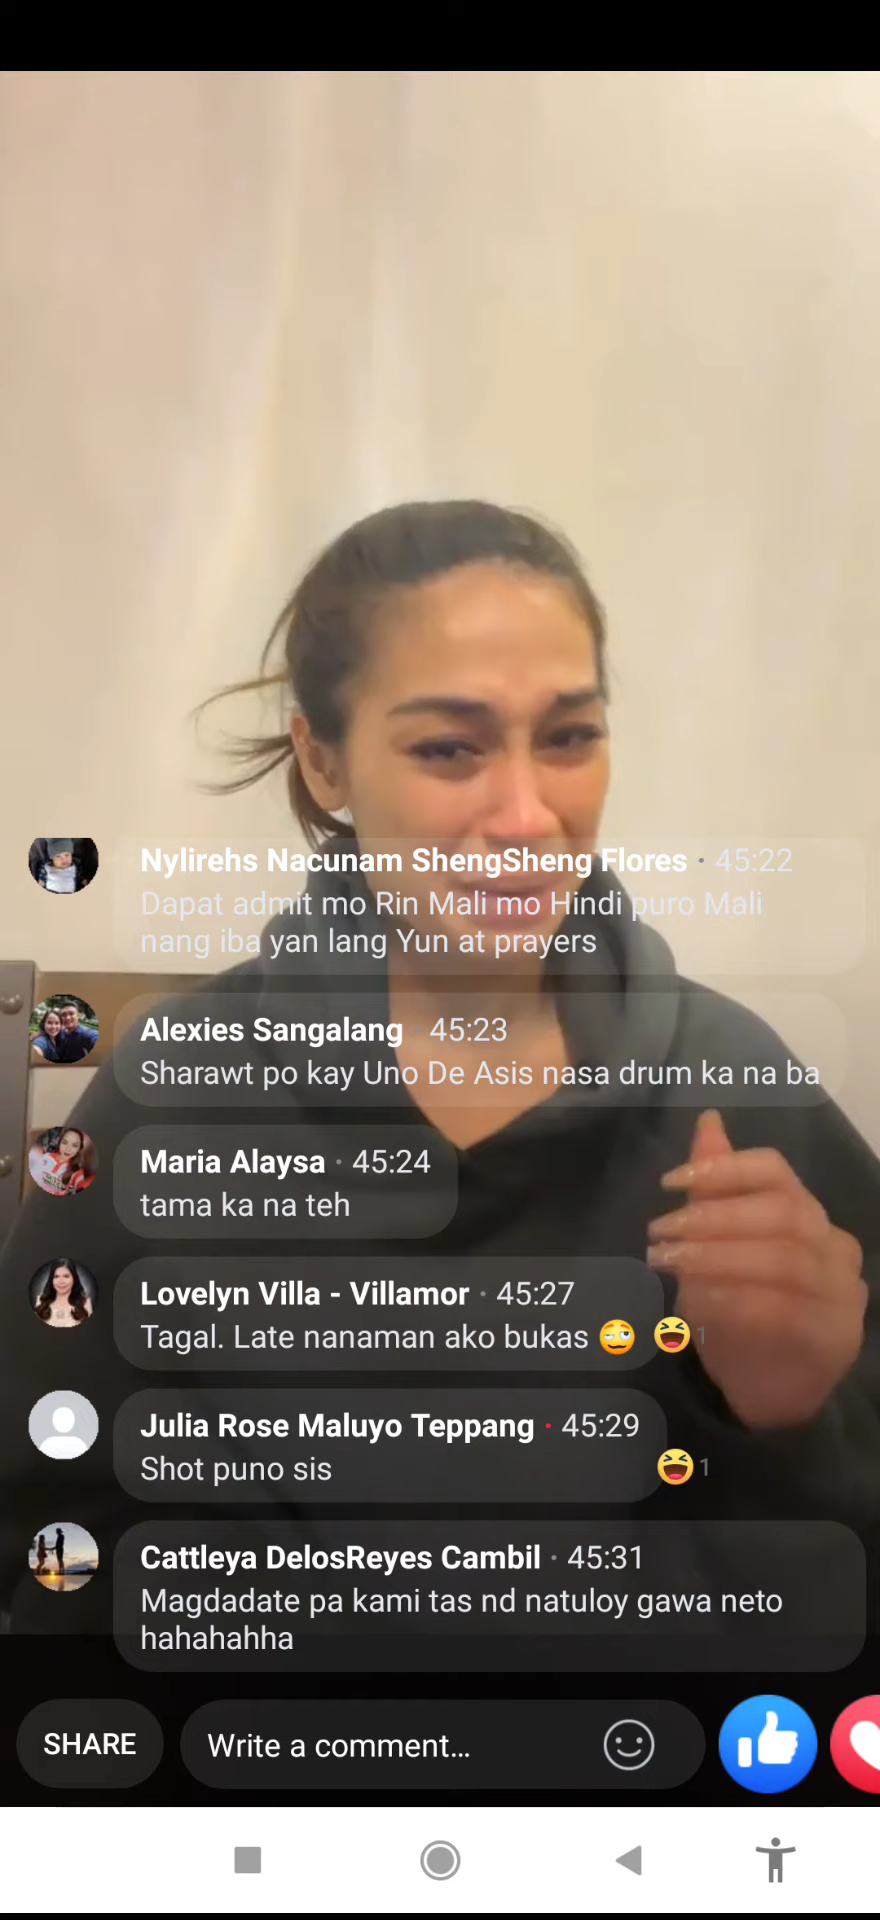 Nylirehs Nacunam ShengSheng Flores · 45:22
Dapat admit mo Rin Mali mo Hindi puro Mali
nang iba yan lang Yun at prayers
Alexies Sangalang · 45:23
Sharawt po kay Uno De Asis nasa drum ka na ba
Maria Alaysa · 45:24
tama ka na teh
Lovelyn Villa - Villamor · 45:27
Tagal. Late nanaman ako bukas 🙄 😆 1
Julia Rose Maluyo Teppang · 45:29
Shot puno sis 😆 1
Cattleya DelosReyes Cambil · 45:31
Magdadate pa kami tas nd natuloy gawa neto
hahahahha
SHARE Write a comment...